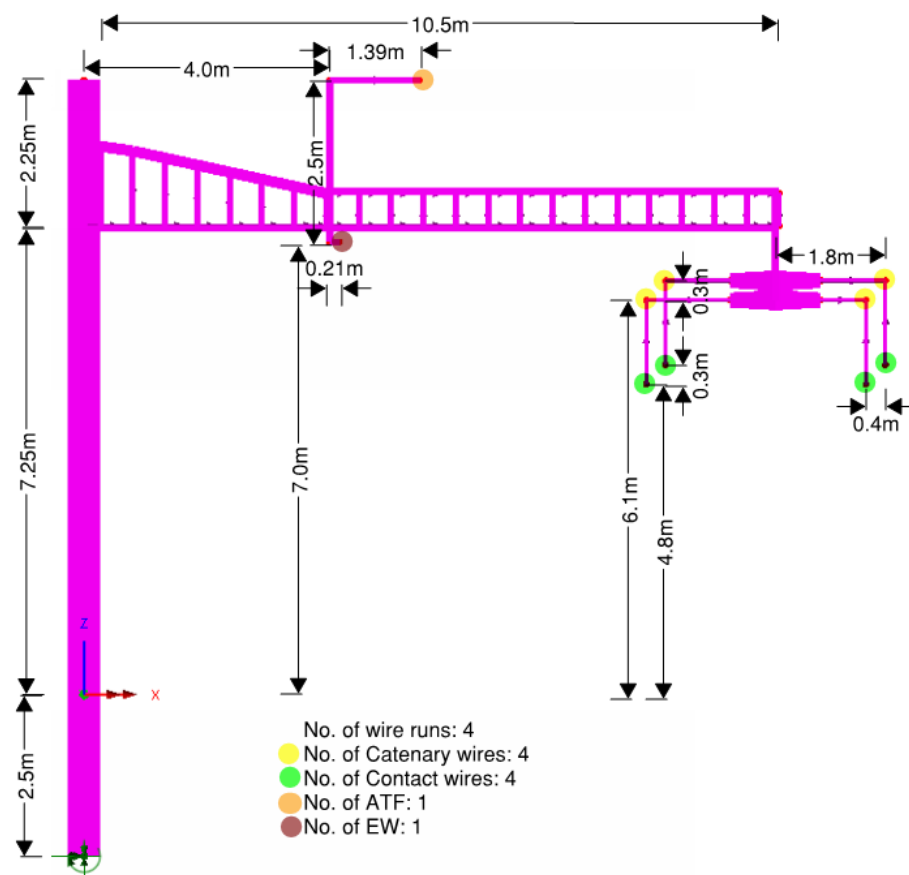 10.5m
1.39m
4.0m
2.25m
2.5m
1.8m
0.21m
0.3m
0.3m
0.4m
7.25m
7.0m
6.1m
4.8m
Z
X
2.5m
No. of wire runs: 4
No. of Catenary wires: 4
No. of Contact wires: 4
No. of ATF: 1
No. of EW: 1